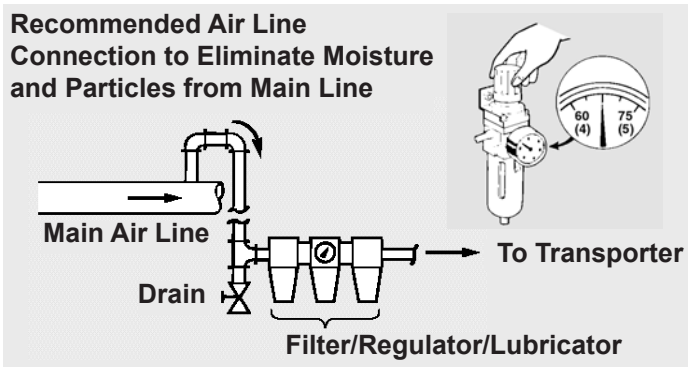 Recommended Air Line
Connection to Eliminate Moisture
and Particles from Main Line
60
(4)
75
(5)
Main Air Line
To Transporter
Drain
Filter/Regulator/Lubricator